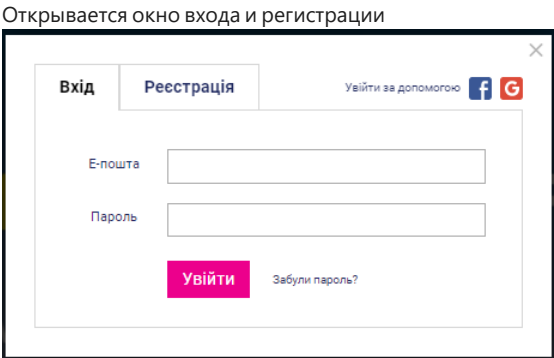 Открывается окно входа и регистрации
Вхід
Реєстрація
Увійти за допомогою f G
Е-пошта
Пароль
Увійти
Забули пароль?